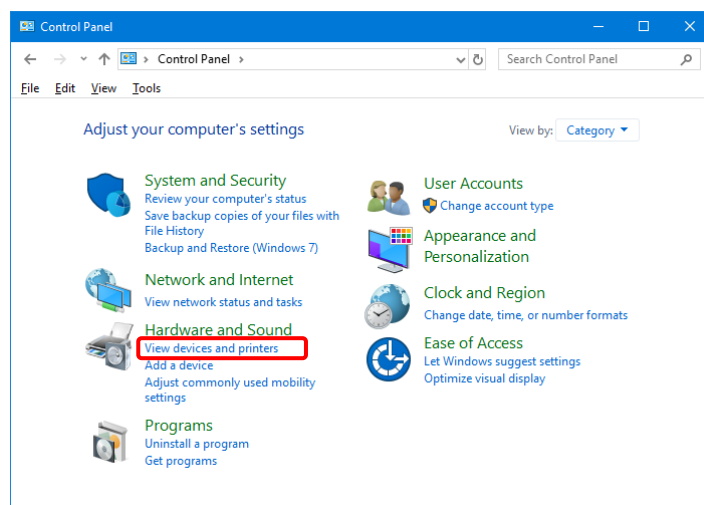 Control Panel
Control Panel
Search Control Panel
File Edit View Tools
Adjust your computer's settings
View by: Category
System and Security
Review your computer's status
Save backup copies of your files with
File History
Backup and Restore (Windows 7)
Network and Internet
View network status and tasks
Hardware and Sound
View devices and printers
Add a device
Adjust commonly used mobility
settings
Programs
Uninstall a program
Get programs
User Accounts
Change account type
Appearance and
Personalization
Clock and Region
Change date, time, or number formats
Ease of Access
Let Windows suggest settings
Optimize visual display